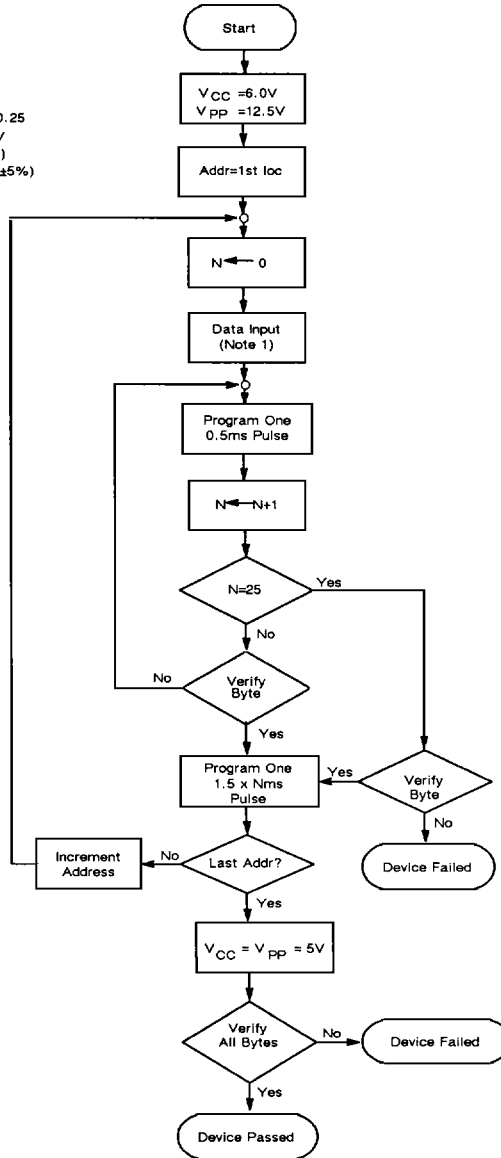 Start
V CC =6.0V
V PP =12.5V
0.25
)
±5%)
Addr=1st loc
N ← 0
Data Input
(Note 1)
Program One
0.5ms Pulse
N ← N+1
N=25
Yes
No
Verify
Byte
No
Yes
Program One
1.5 x Nms
Pulse
Yes
Verify
Byte
No
Device Failed
Last Addr?
No
Increment
Address
Yes
V CC = V PP = 5V
Verify
All Bytes
No
Device Failed
Yes
Device Passed